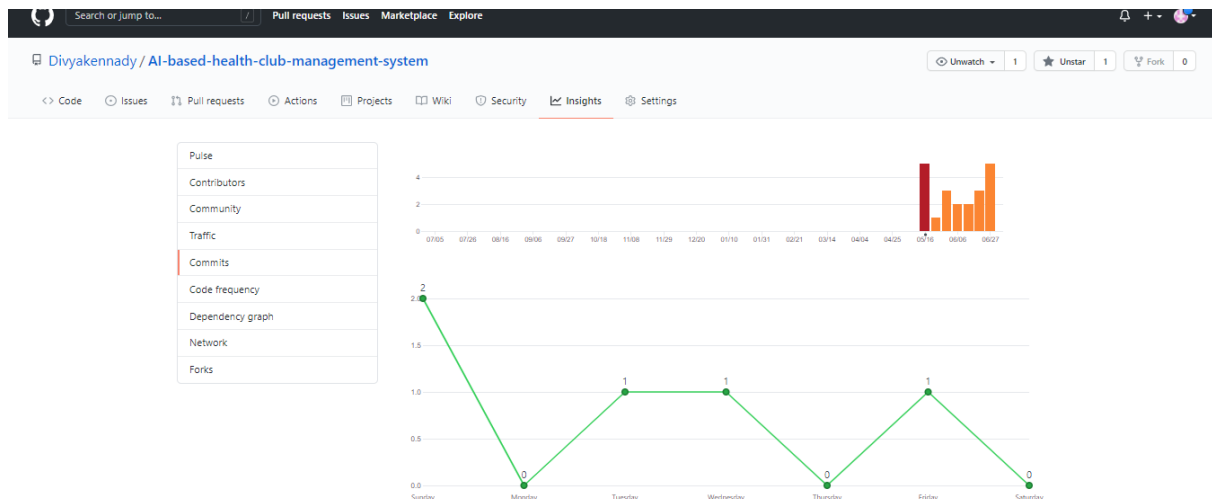 Search or jump to... / Pull requests Issues Marketplace Explore
Divyakennady / AI-based-health-club-management-system Unwatch 1 Unstar 1 Fork 0
Code Issues Pull requests Actions Projects Wiki Security Insights Settings
Pulse
Contributors
Community
Traffic
Commits
Code frequency
Dependency graph
Network
Forks
4
2
0
07/05 07/26 08/16 09/06 09/27 10/18 11/08 11/29 12/20 01/10 01/31 02/21 03/14 04/04 04/25 05/16 06/06 06/27
2
2.0
1.5
1 1 1
1.0
0.5
0 0 0
0.0
Sunday Monday Tuesday Wednesday Thursday Friday Saturday